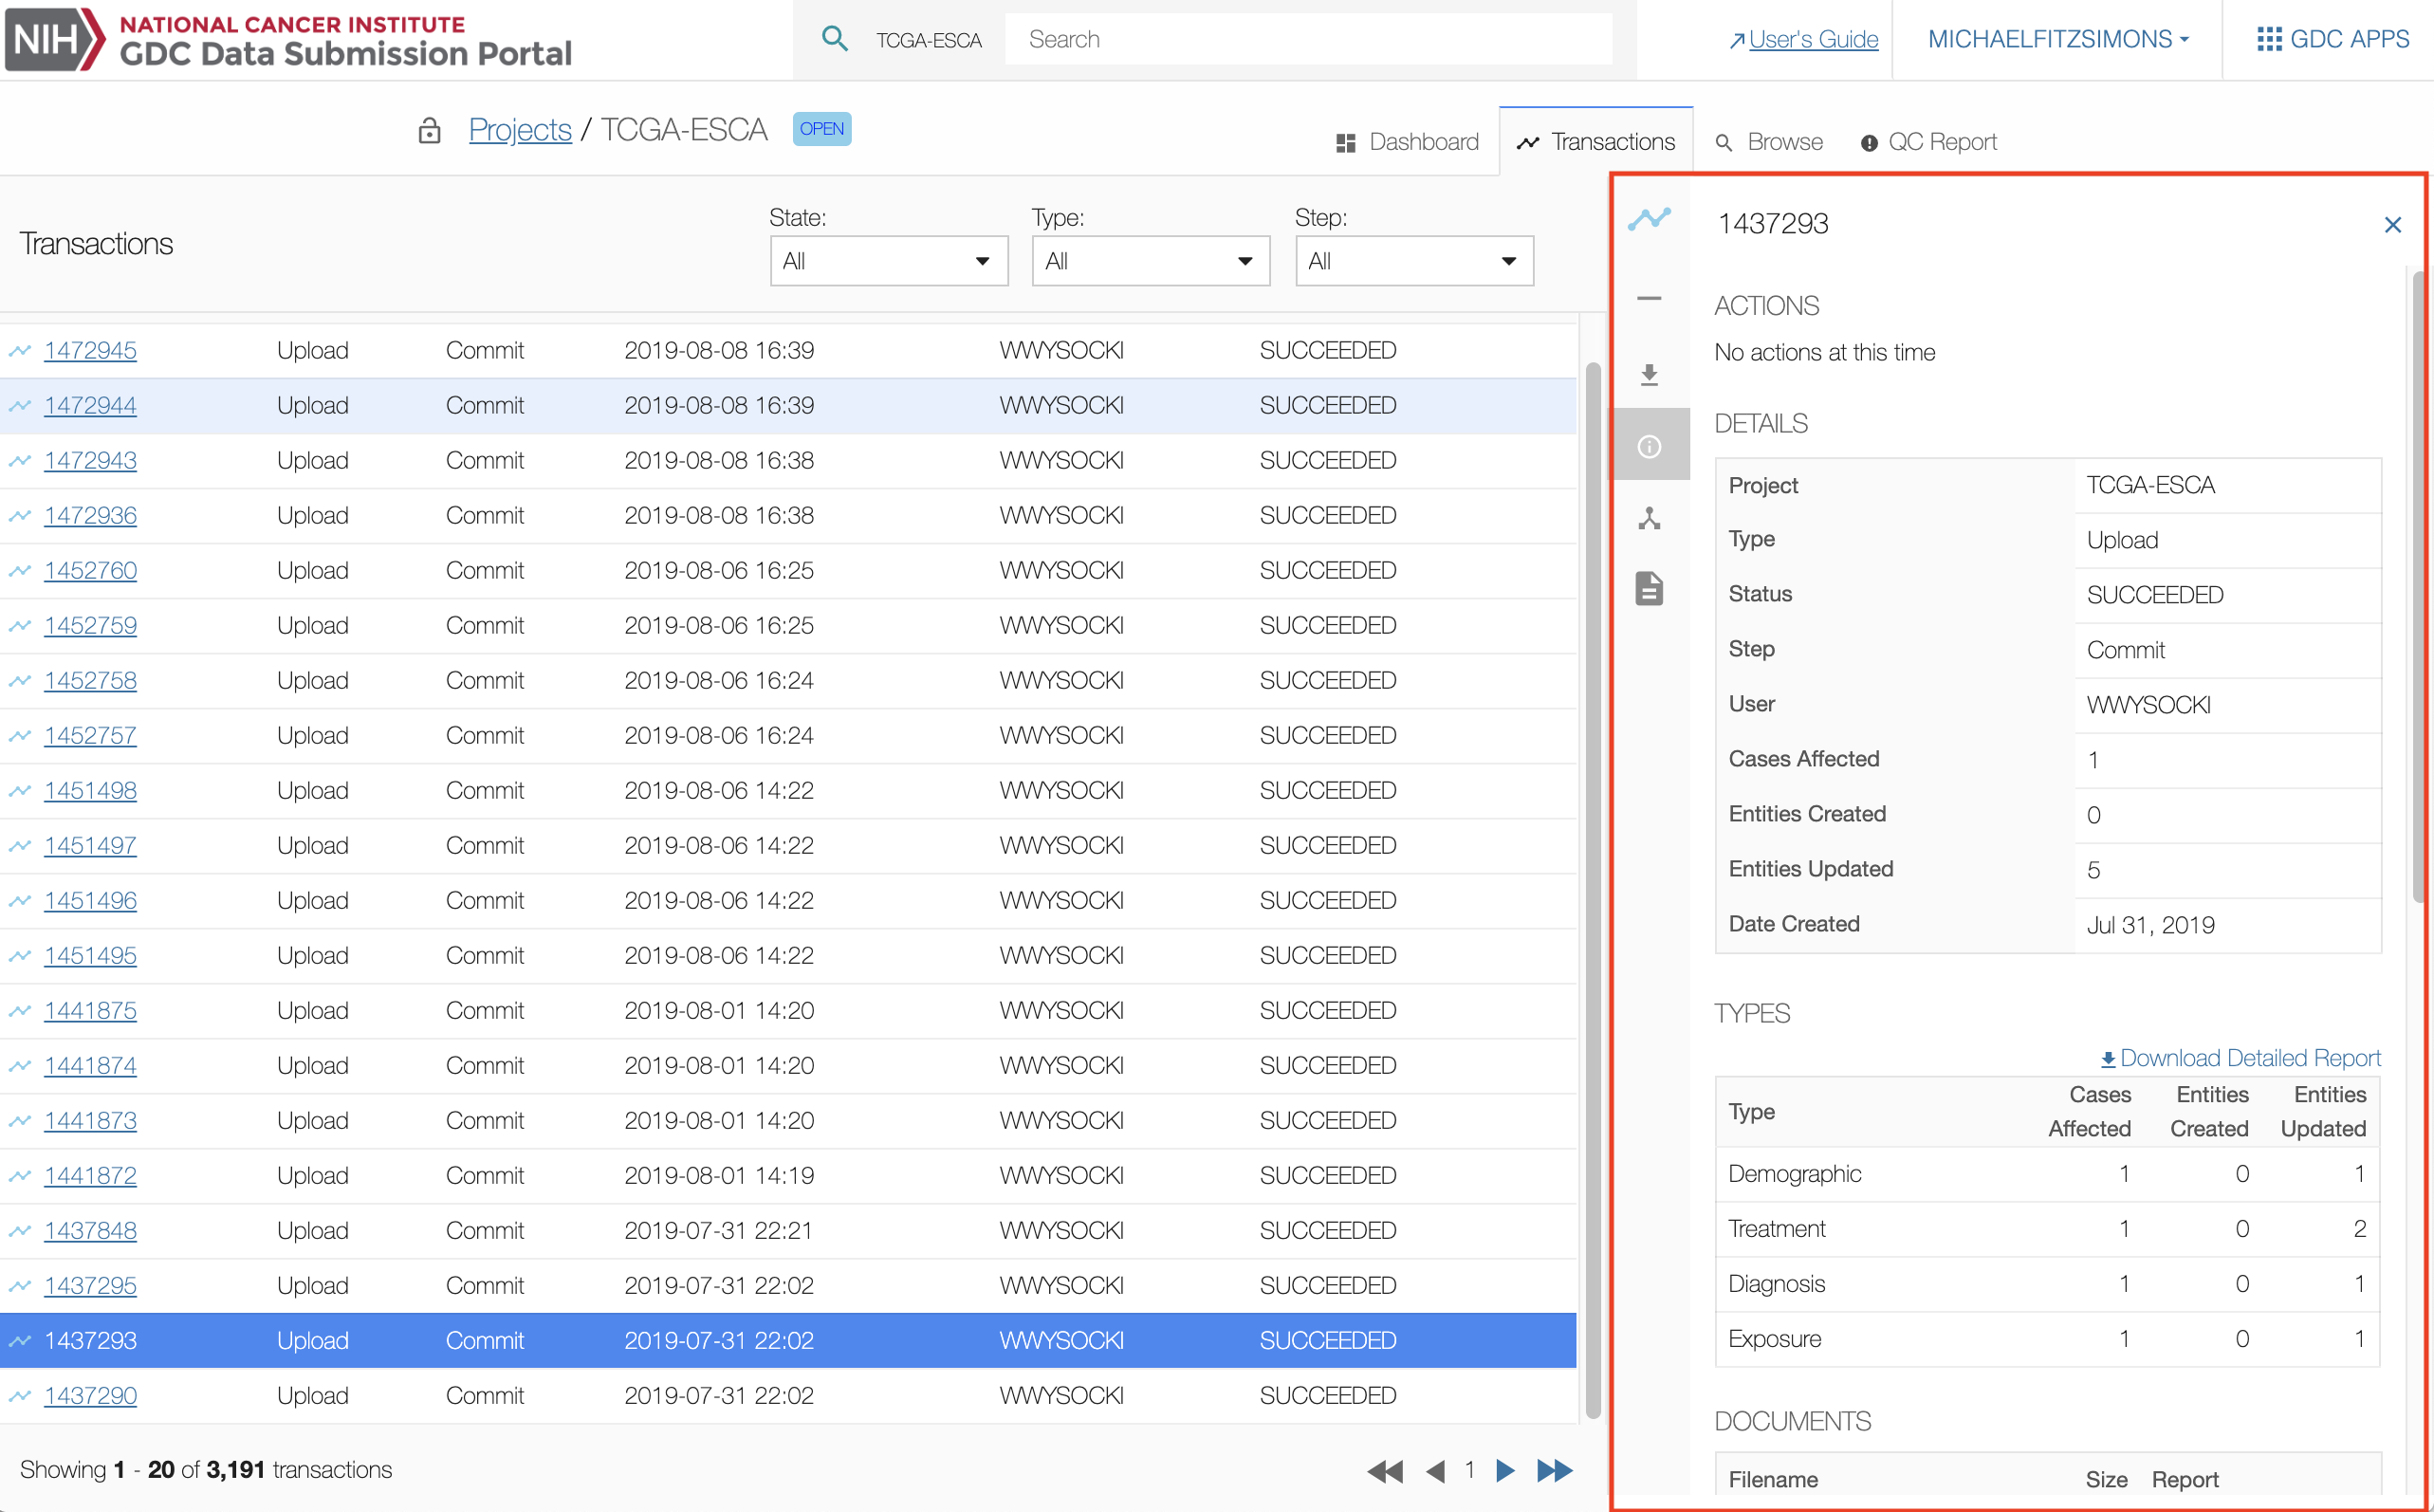 NIH NATIONAL CANCER INSTITUTE
GDC Data Submission Portal
TCGA-ESCA Search
User's Guide MICHAELFITZSIMONS GDC APPS
Projects / TCGA-ESCA OPEN
Dashboard Transactions Browse QC Report
Transactions
State: Type: Step:
All All All
1472945 Upload Commit 2019-08-08 16:39 WWYSOCKI SUCCEEDED
1472944 Upload Commit 2019-08-08 16:39 WWYSOCKI SUCCEEDED
1472943 Upload Commit 2019-08-08 16:38 WWYSOCKI SUCCEEDED
1472936 Upload Commit 2019-08-08 16:38 WWYSOCKI SUCCEEDED
1452760 Upload Commit 2019-08-06 16:25 WWYSOCKI SUCCEEDED
1452759 Upload Commit 2019-08-06 16:25 WWYSOCKI SUCCEEDED
1452758 Upload Commit 2019-08-06 16:24 WWYSOCKI SUCCEEDED
1452757 Upload Commit 2019-08-06 16:24 WWYSOCKI SUCCEEDED
1451498 Upload Commit 2019-08-06 14:22 WWYSOCKI SUCCEEDED
1451497 Upload Commit 2019-08-06 14:22 WWYSOCKI SUCCEEDED
1451496 Upload Commit 2019-08-06 14:22 WWYSOCKI SUCCEEDED
1451495 Upload Commit 2019-08-06 14:22 WWYSOCKI SUCCEEDED
1441875 Upload Commit 2019-08-01 14:20 WWYSOCKI SUCCEEDED
1441874 Upload Commit 2019-08-01 14:20 WWYSOCKI SUCCEEDED
1441873 Upload Commit 2019-08-01 14:20 WWYSOCKI SUCCEEDED
1441872 Upload Commit 2019-08-01 14:19 WWYSOCKI SUCCEEDED
1437848 Upload Commit 2019-07-31 22:21 WWYSOCKI SUCCEEDED
1437295 Upload Commit 2019-07-31 22:02 WWYSOCKI SUCCEEDED
1437293 Upload Commit 2019-07-31 22:02 WWYSOCKI SUCCEEDED
1437290 Upload Commit 2019-07-31 22:02 WWYSOCKI SUCCEEDED
Showing 1 - 20 of 3,191 transactions
1
1437293
ACTIONS
No actions at this time
DETAILS
Project TCGA-ESCA
Type Upload
Status SUCCEEDED
Step Commit
User WWYSOCKI
Cases Affected 1
Entities Created 0
Entities Updated 5
Date Created Jul 31, 2019
TYPES
Download Detailed Report
Type Cases Affected Entities Created Entities Updated
Demographic 1 0 1
Treatment 1 0 2
Diagnosis 1 0 1
Exposure 1 0 1
DOCUMENTS
Filename Size Report